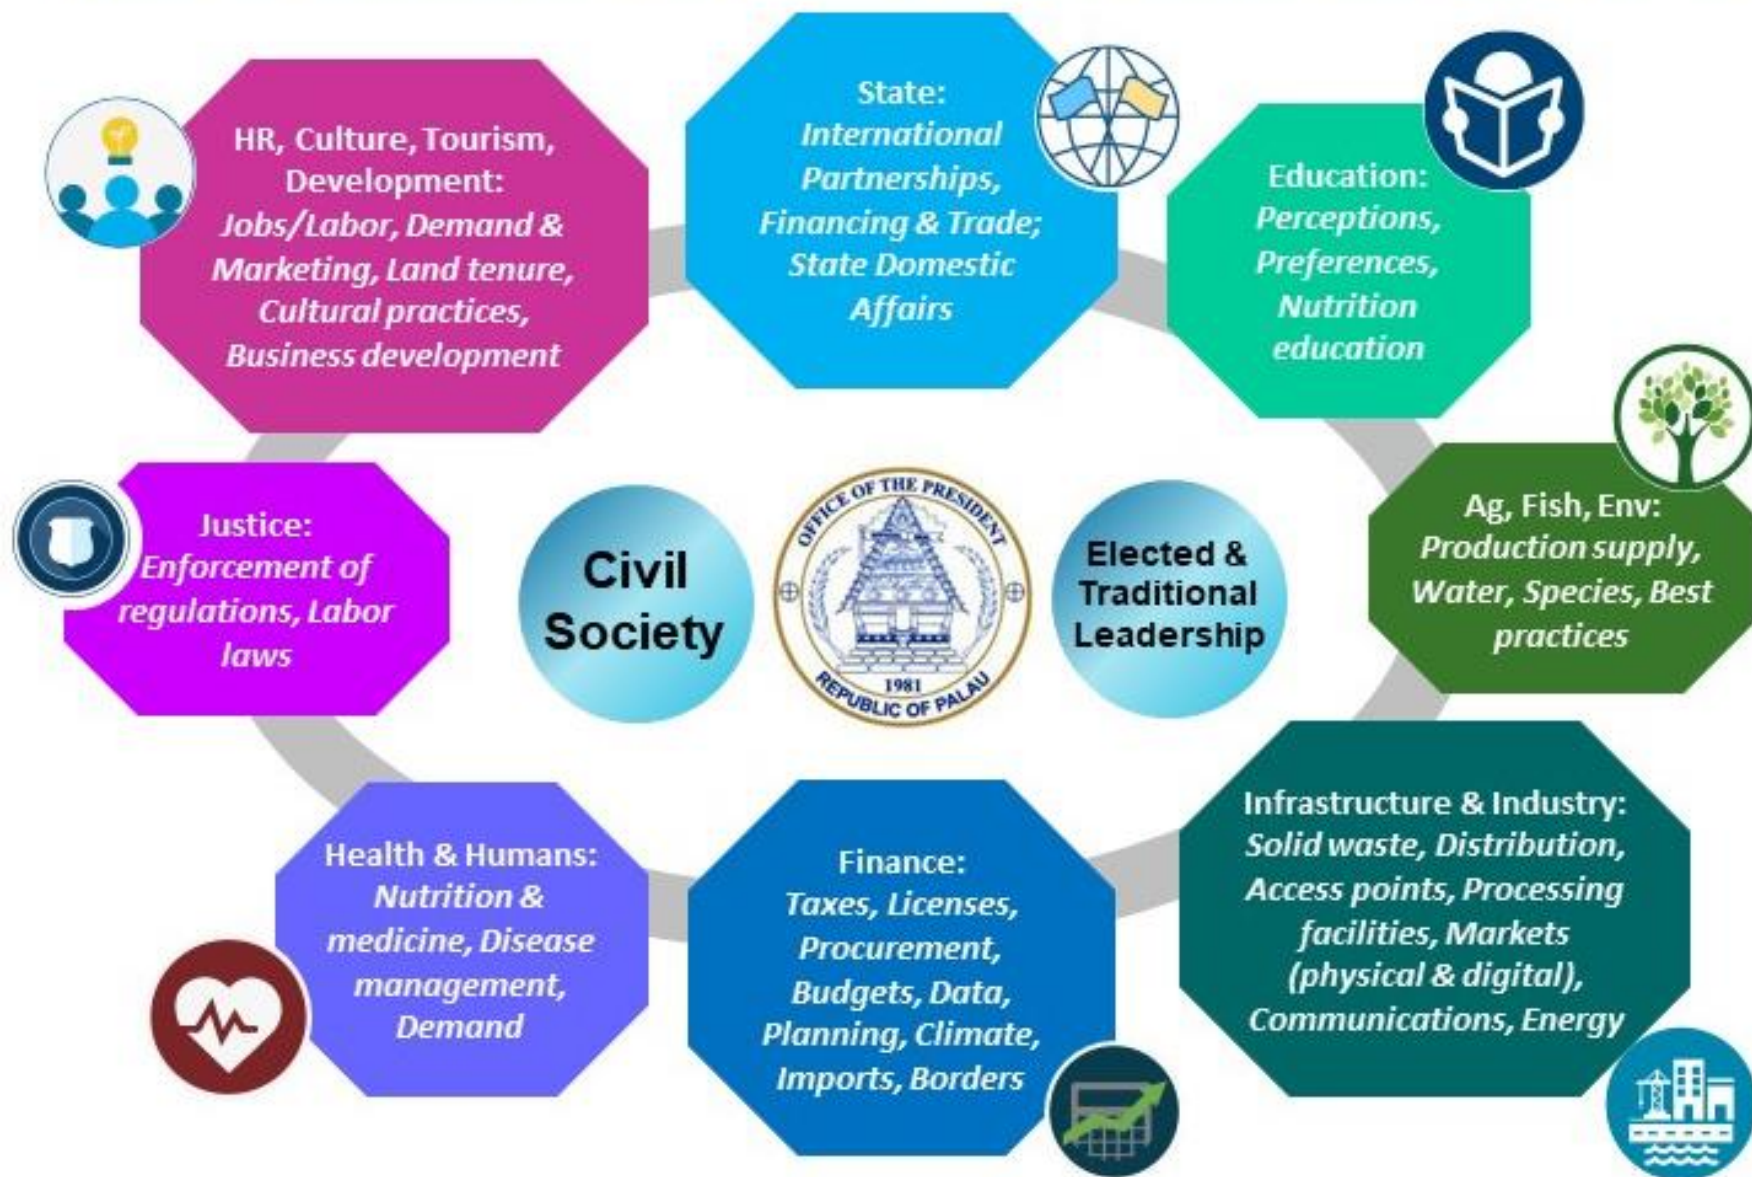 HR, Culture, Tourism,
Development:
Jobs/Labor, Demand &
Marketing, Land tenure,
Cultural practices,
Business development
State:
International
Partnerships,
Financing & Trade;
State Domestic
Affairs
Education:
Perceptions,
Preferences,
Nutrition
education
Justice:
Enforcement of
regulations, Labor
laws
Civil
Society
OFFICE OF THE PRESIDENT
1981
REPUBLIC OF PALAU
Elected &
Traditional
Leadership
Ag, Fish, Env:
Production supply,
Water, Species, Best
practices
Health & Humans:
Nutrition &
medicine, Disease
management,
Demand
Finance:
Taxes, Licenses,
Procurement,
Budgets, Data,
Planning, Climate,
Imports, Borders
Infrastructure & Industry:
Solid waste, Distribution,
Access points, Processing
facilities, Markets
(physical & digital),
Communications, Energy